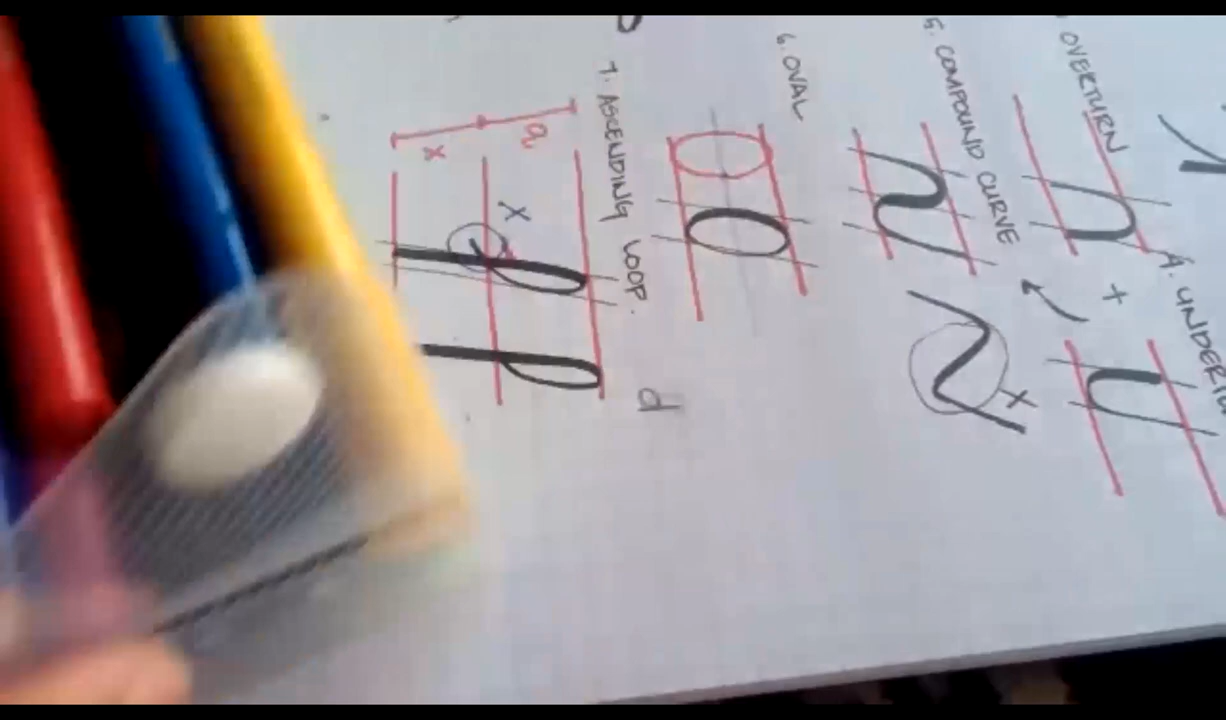 OVERTURN
4. UNDERTU
+
5. COMPOUND CURVE
x
6. OVAL
7. ASCENDING LOOP.
a
x
x
d